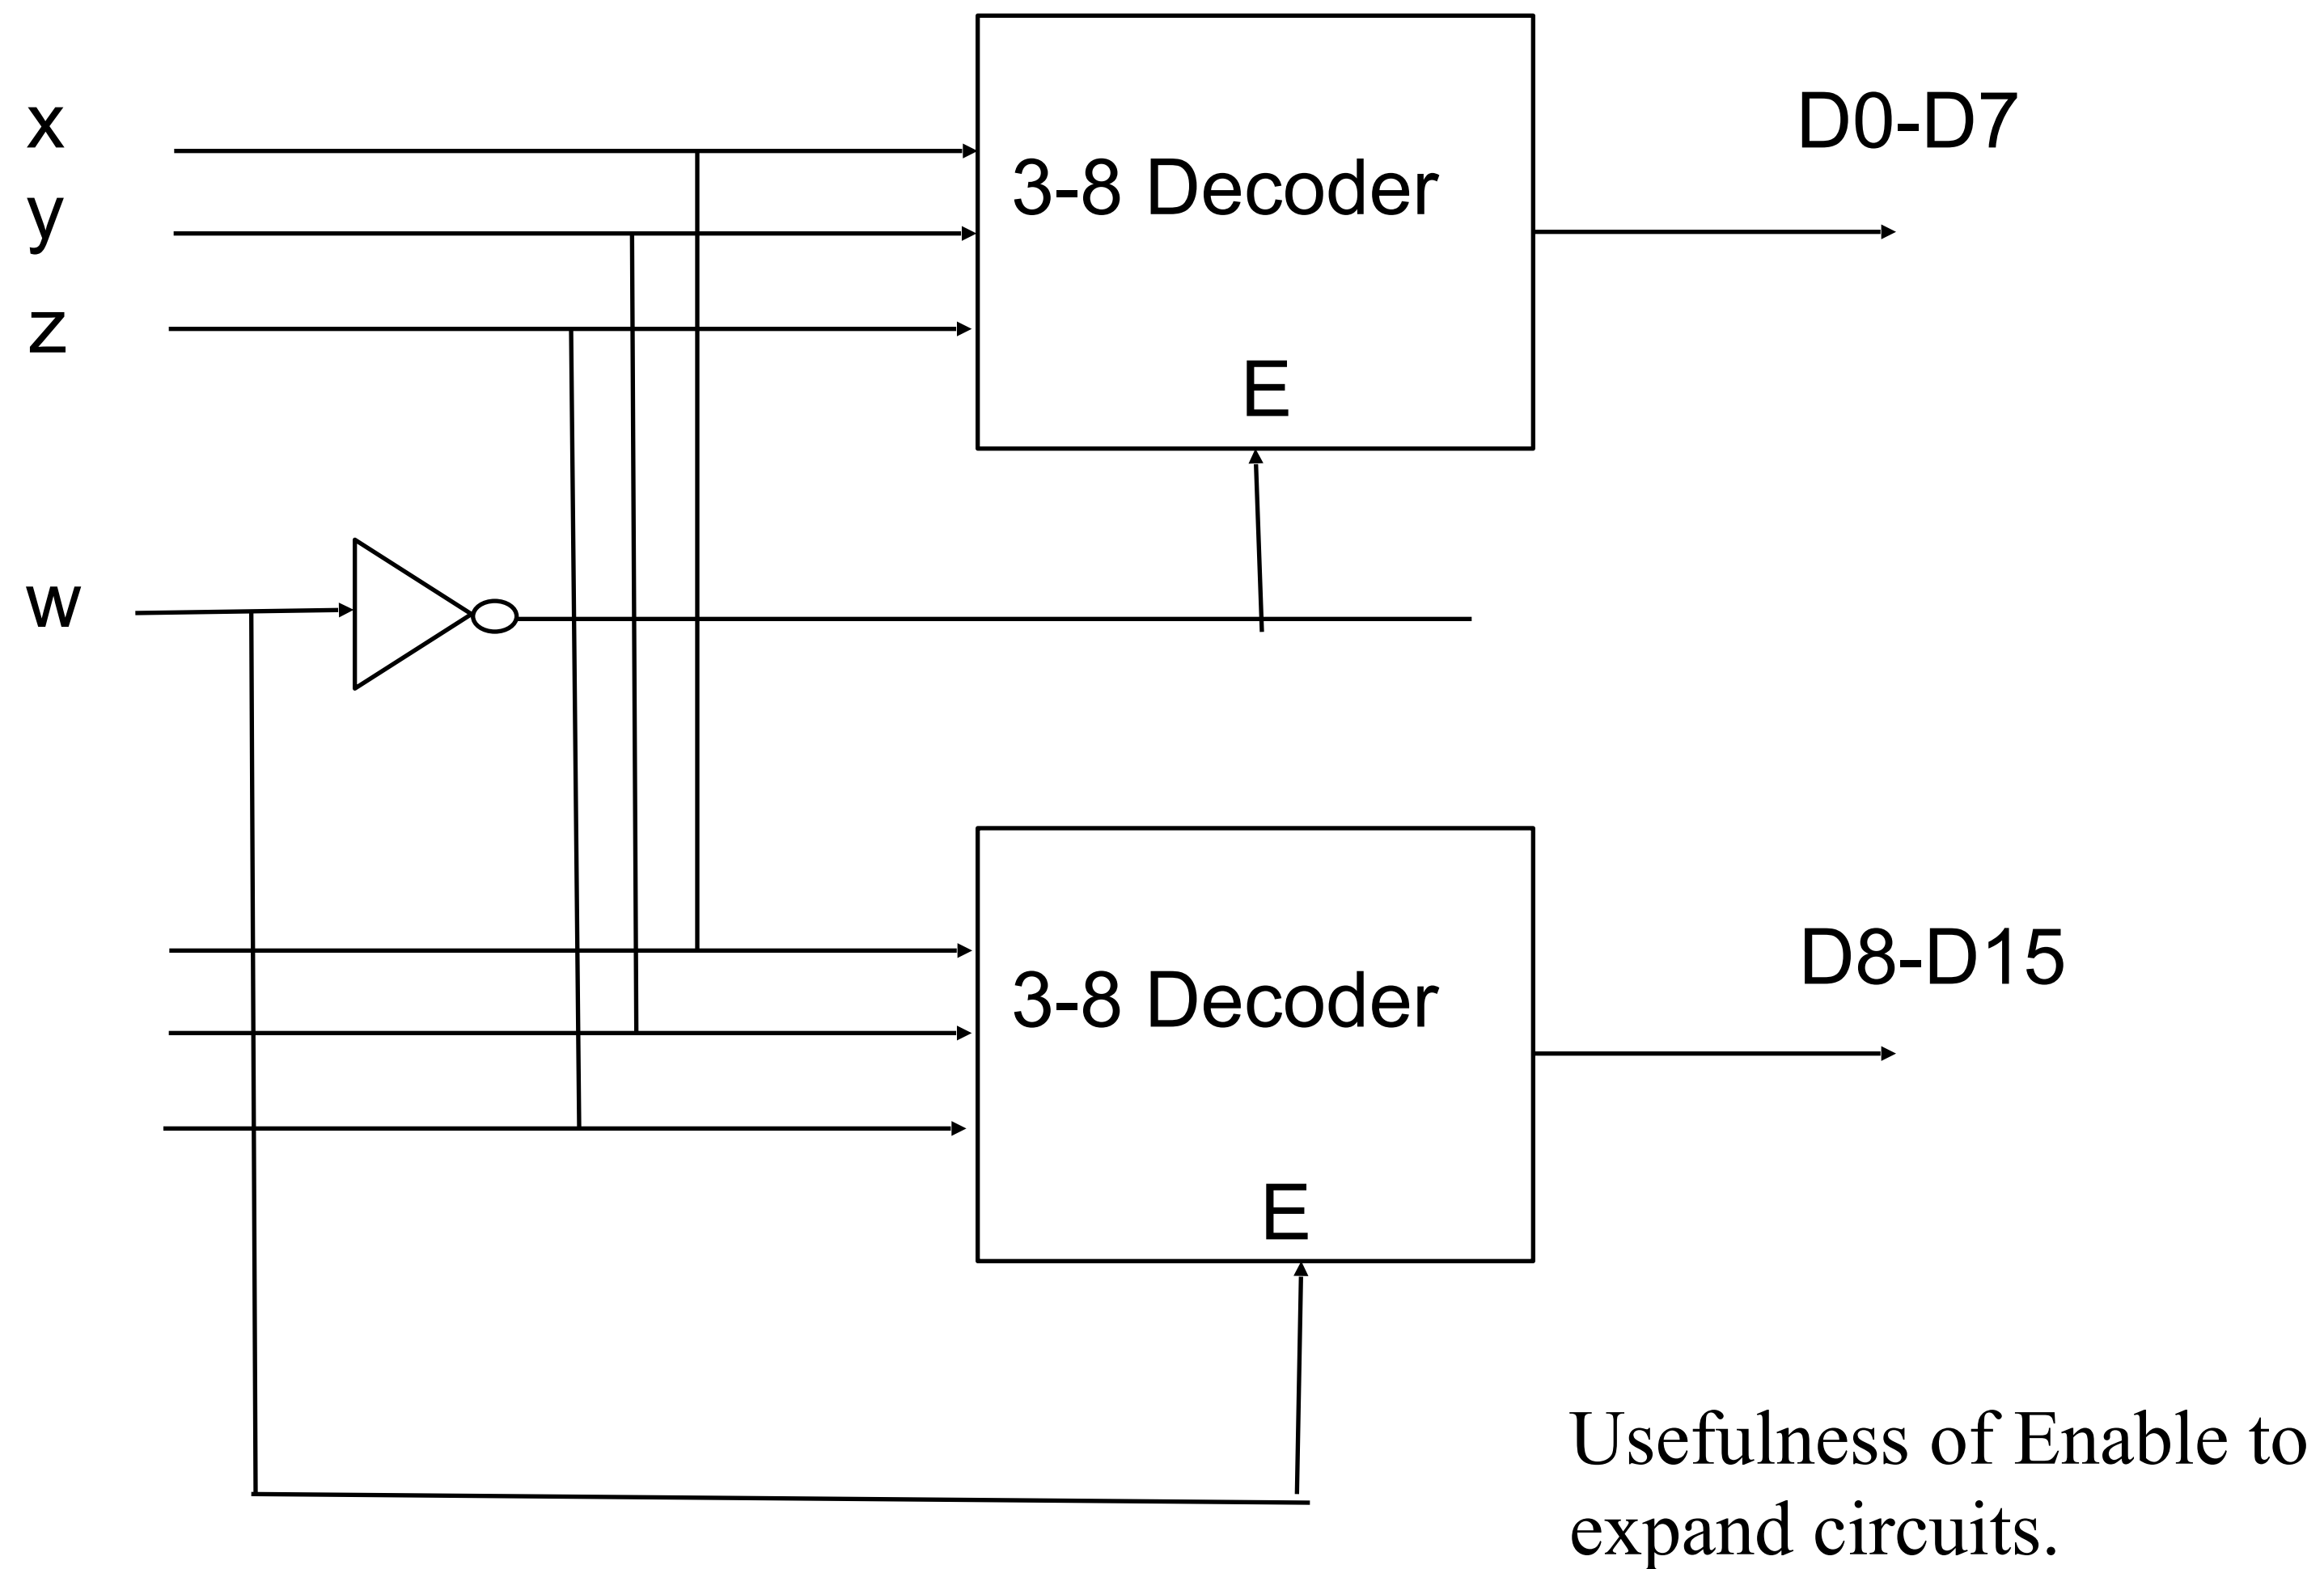 x
D0-D7
3-8 Decoder
y
z
E
w
D8-D15
3-8 Decoder
E
Usefulness of Enable to
expand circuits.